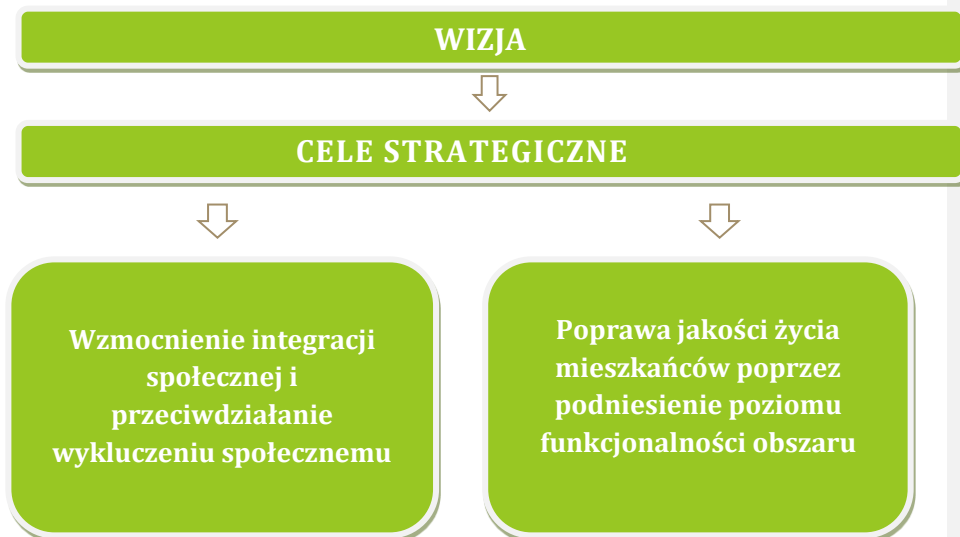 WIZJA
CELE STRATEGICZNE
Wzmocnienie integracji
społecznej i
przeciwdziałanie
wykluczeniu społecznemu
Poprawa jakości życia
mieszkańców poprzez
podniesienie poziomu
funkcjonalności obszaru